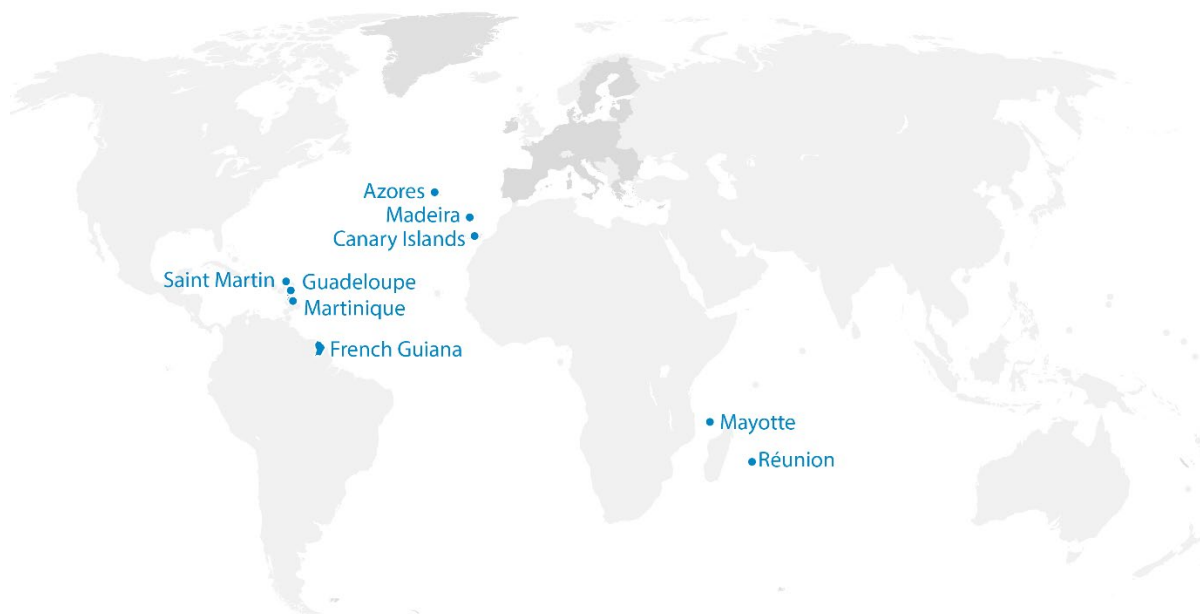 Azores
Madeira
Canary Islands
Saint Martin
Guadeloupe
Martinique
French Guiana
Mayotte
Réunion